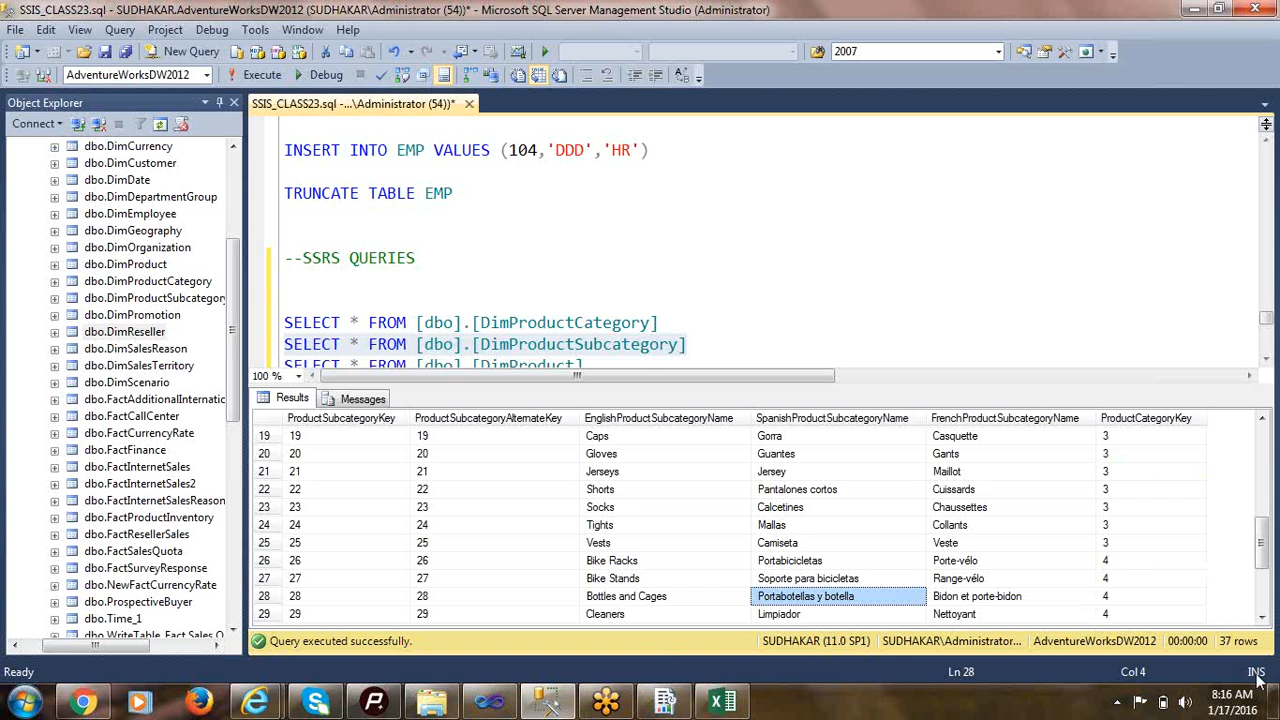 SSIS_CLASS23.sql - SUDHAKAR.AdventureWorksDW2012 (SUDHAKAR\Administrator (54))* - Microsoft SQL Server Management Studio (Administrator)
File Edit View Query Project Debug Tools Window Help
New Query 2007
AdventureWorksDW2012 Execute Debug
Object Explorer
Connect
dbo.DimCurrency
dbo.DimCustomer
dbo.DimDate
dbo.DimDepartmentGroup
dbo.DimEmployee
dbo.DimGeography
dbo.DimOrganization
dbo.DimProduct
dbo.DimProductCategory
dbo.DimProductSubcategory
dbo.DimPromotion
dbo.DimReseller
dbo.DimSalesReason
dbo.DimSalesTerritory
dbo.DimScenario
dbo.FactAdditionalInternatic
dbo.FactCallCenter
dbo.FactCurrencyRate
dbo.FactFinance
dbo.FactInternetSales
dbo.FactInternetSales2
dbo.FactInternetSalesReason
dbo.FactProductInventory
dbo.FactResellerSales
dbo.FactSalesQuota
dbo.FactSurveyResponse
dbo.NewFactCurrencyRate
dbo.ProspectiveBuyer
dbo.Time_1
dbo.WriteTable_Fact Sales Q
SSIS_CLASS23.sql -...\Administrator (54))*
INSERT INTO EMP VALUES (104,'DDD','HR')
TRUNCATE TABLE EMP
--SSRS QUERIES
SELECT * FROM [dbo].[DimProductCategory]
SELECT * FROM [dbo].[DimProductSubcategory]
SELECT * FROM [dbo].[DimProduct]
100 %
Results Messages
ProductSubcategoryKey ProductSubcategoryAlternateKey EnglishProductSubcategoryName SpanishProductSubcategoryName FrenchProductSubcategoryName ProductCategoryKey
19 19 19 Caps Gorra Casquette 3
20 20 20 Gloves Guantes Gants 3
21 21 21 Jerseys Jersey Maillot 3
22 22 22 Shorts Pantalones cortos Cuissards 3
23 23 23 Socks Calcetines Chaussettes 3
24 24 24 Tights Mallas Collants 3
25 25 25 Vests Camiseta Veste 3
26 26 26 Bike Racks Portabicicletas Porte-vélo 4
27 27 27 Bike Stands Soporte para bicicletas Range-vélo 4
28 28 28 Bottles and Cages Portabotellas y botella Bidon et porte-bidon 4
29 29 29 Cleaners Limpiador Nettoyant 4
Query executed successfully. SUDHAKAR (11.0 SP1) SUDHAKAR\Administrator... AdventureWorksDW2012 00:00:00 37 rows
Ready Ln 28 Col 4 INS
8:16 AM
1/17/2016